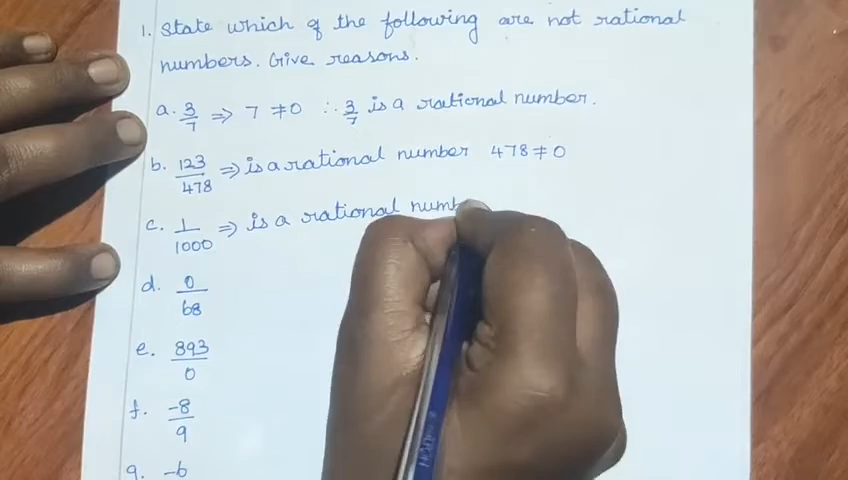 1. State which of the following are not rational
numbers. Give reasons.
a. 3/7 ⇒ 7 ≠ 0 ∴ 3/7 is a rational number.
b. 123/478 ⇒ is a rational number 478 ≠ 0
c. 1/1000 ⇒ is a rational numb
d. 0/68
e. 893/0
f. -8/9
g. -6